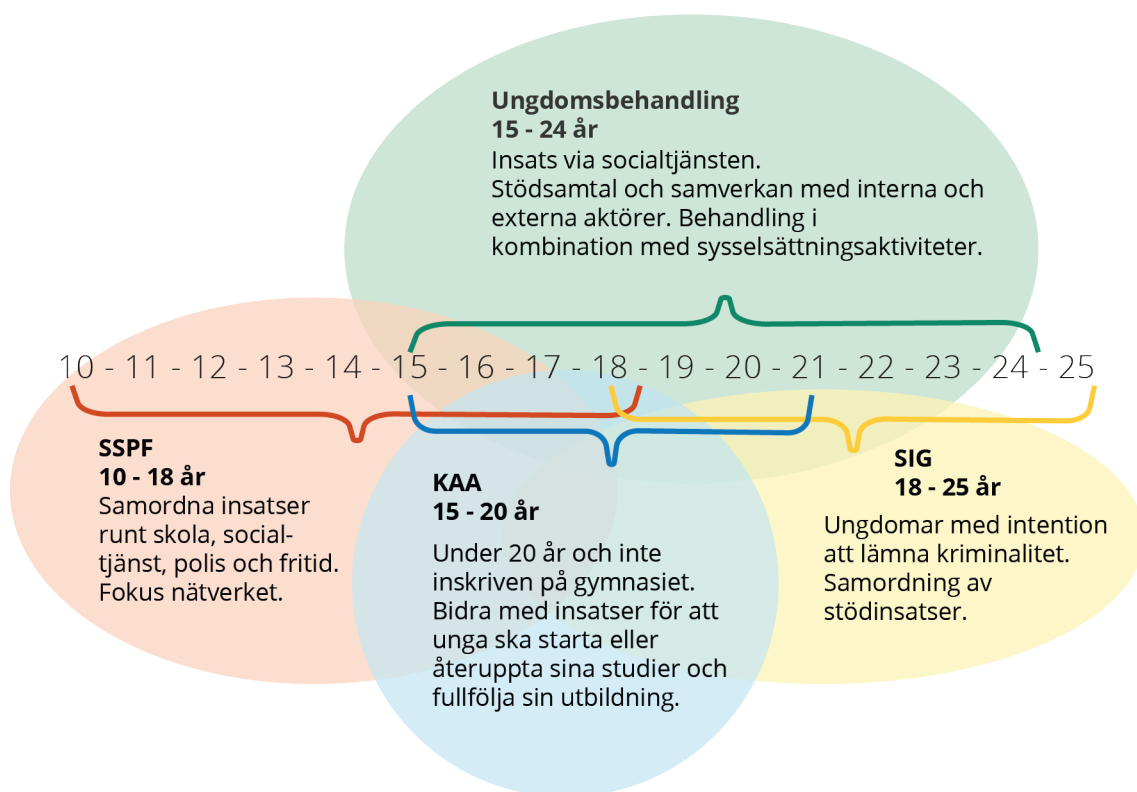 Ungdomsbehandling
15 - 24 år
Insats via socialtjänsten.
Stödsamtal och samverkan med interna och
externa aktörer. Behandling i
kombination med sysselsättningsaktiviteter.
10 - 11 - 12 - 13 - 14 - 15 - 16 - 17 - 18 - 19 - 20 - 21 - 22 - 23 - 24 - 25
SSPF
10 - 18 år
Samordna insatser
runt skola, social-
tjänst, polis och fritid.
Fokus nätverket.
KAA
15 - 20 år
Under 20 år och inte
inskriven på gymnasiet.
Bidra med insatser för att
unga ska starta eller
återuppta sina studier och
fullfölja sin utbildning.
SIG
18 - 25 år
Ungdomar med intention
att lämna kriminalitet.
Samordning av
stödinsatser.